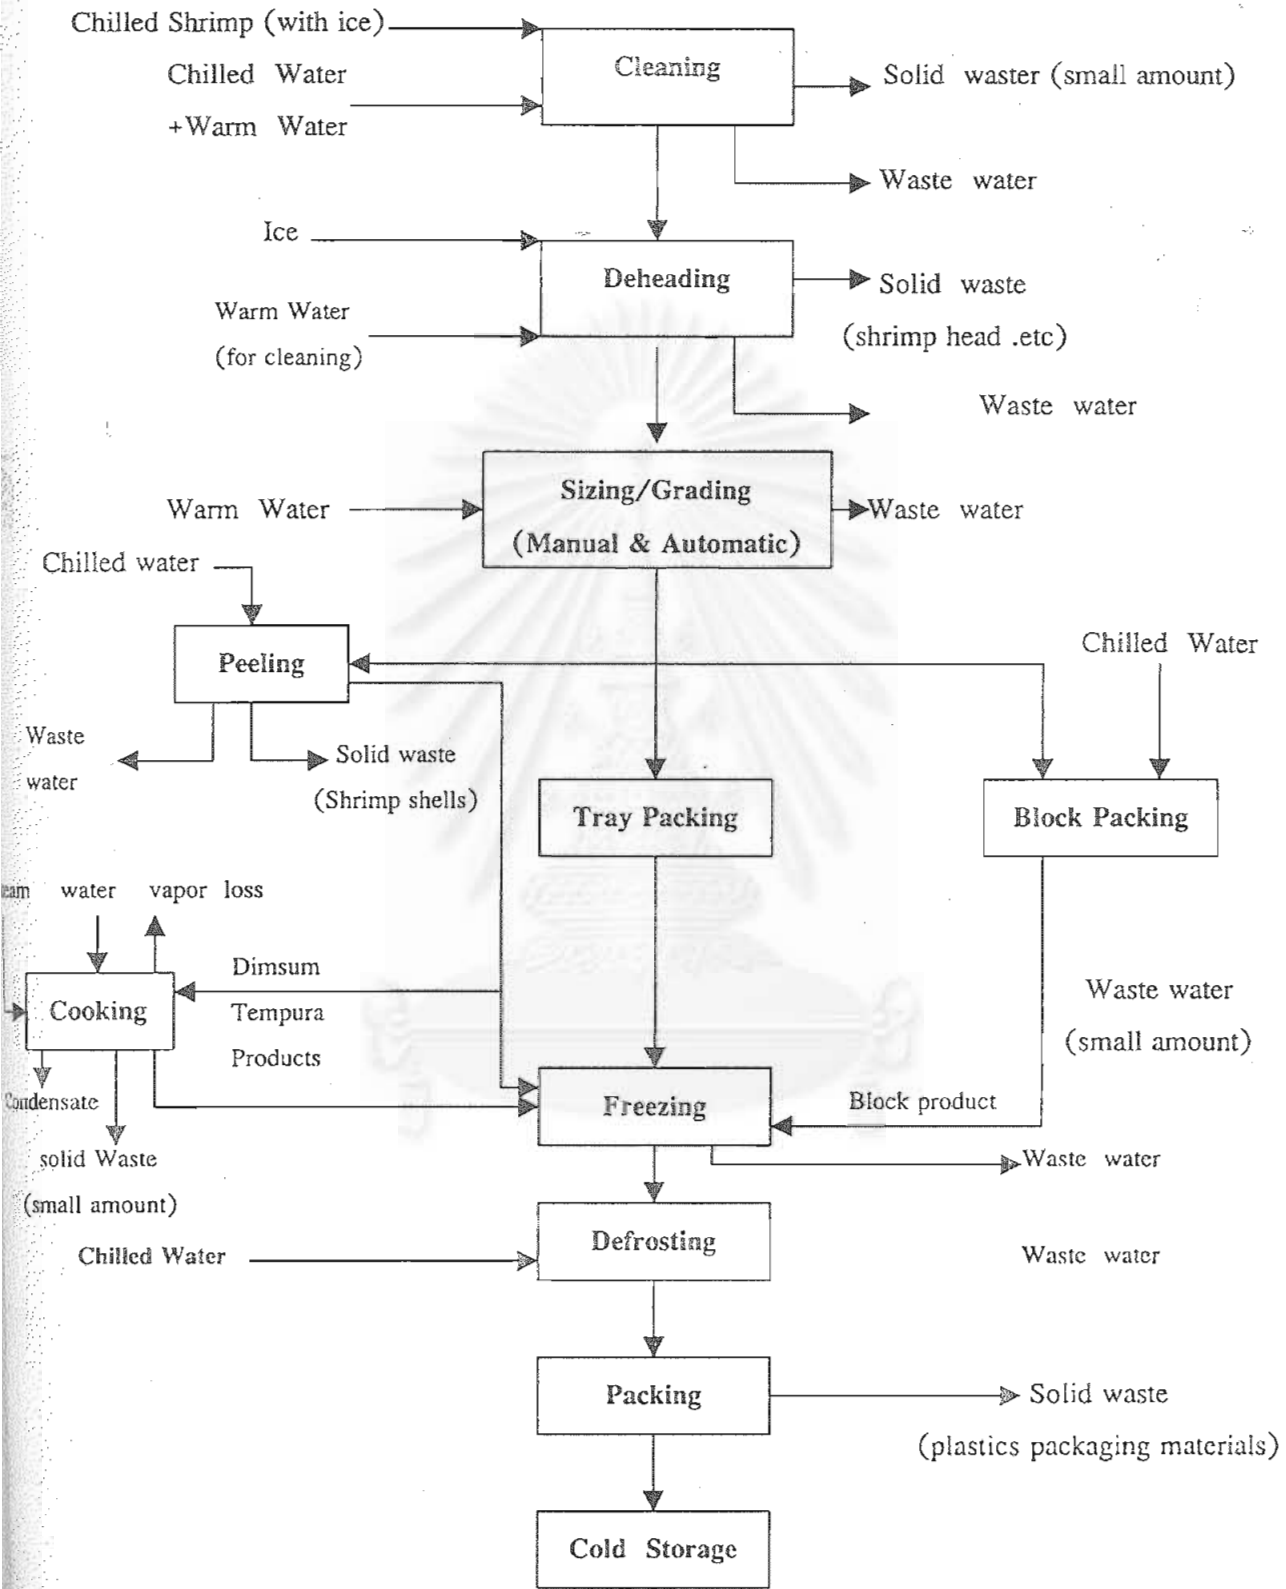 Chilled Shrimp (with ice)
Cleaning
Chilled Water
+Warm Water
Solid waster (small amount)
Waste water
Ice
Deheading
Solid waste
(shrimp head .etc)
Warm Water
(for cleaning)
Waste water
Sizing/Grading
(Manual & Automatic)
Warm Water
Waste water
Chilled water
Peeling
Chilled Water
Waste
water
Solid waste
(Shrimp shells)
Tray Packing
Block Packing
water
vapor loss
Dimsum
Tempura
Products
Cooking
Waste water
(small amount)
Condensate
Freezing
Block product
solid Waste
(small amount)
Waste water
Chilled Water
Defrosting
Waste water
Packing
Solid waste
(plastics packaging materials)
Cold Storage